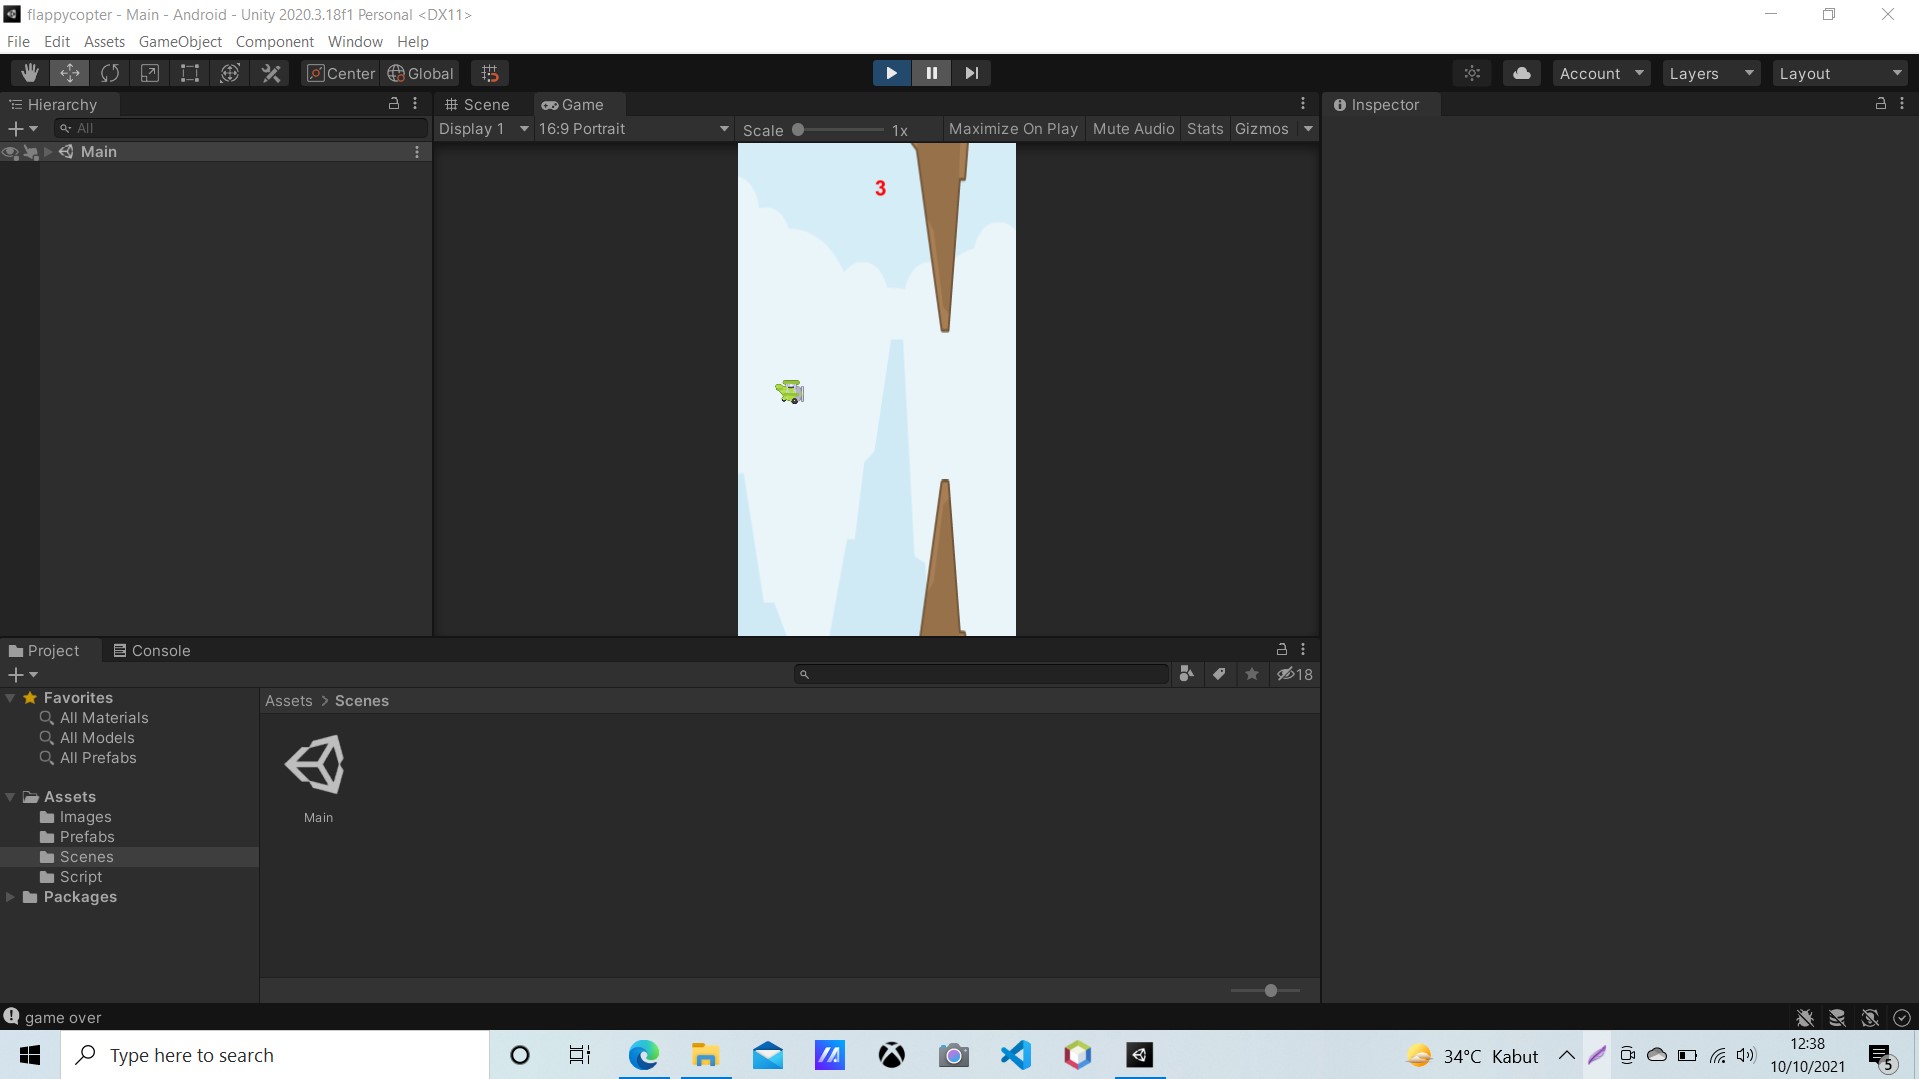 flappycopter - Main - Android - Unity 2020.3.18f1 Personal <DX11>
File Edit Assets GameObject Component Window Help
Center Global Account Layers Layout
Hierarchy Scene Game Inspector
All Display 1 16:9 Portrait Scale 1x Maximize On Play Mute Audio Stats Gizmos
Main
3
Project Console
18
Favorites Assets > Scenes
All Materials
All Models
All Prefabs
Assets
Images
Main
Prefabs
Scenes
Script
Packages
game over
Type here to search 34°C Kabut 12:38
10/10/2021 5